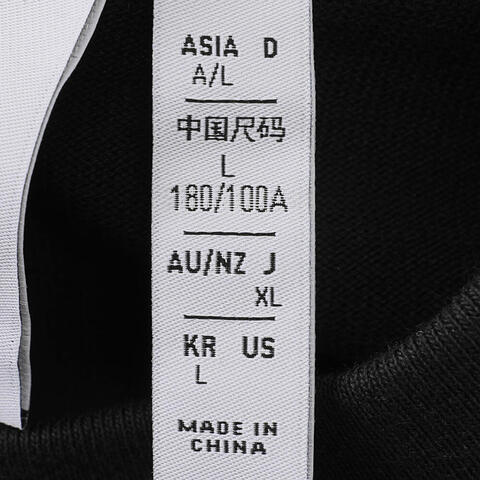 ASIA D
A/L
中国尺码
L
180/100A
AU/NZ J
XL
KR US
L
MADE IN
CHINA